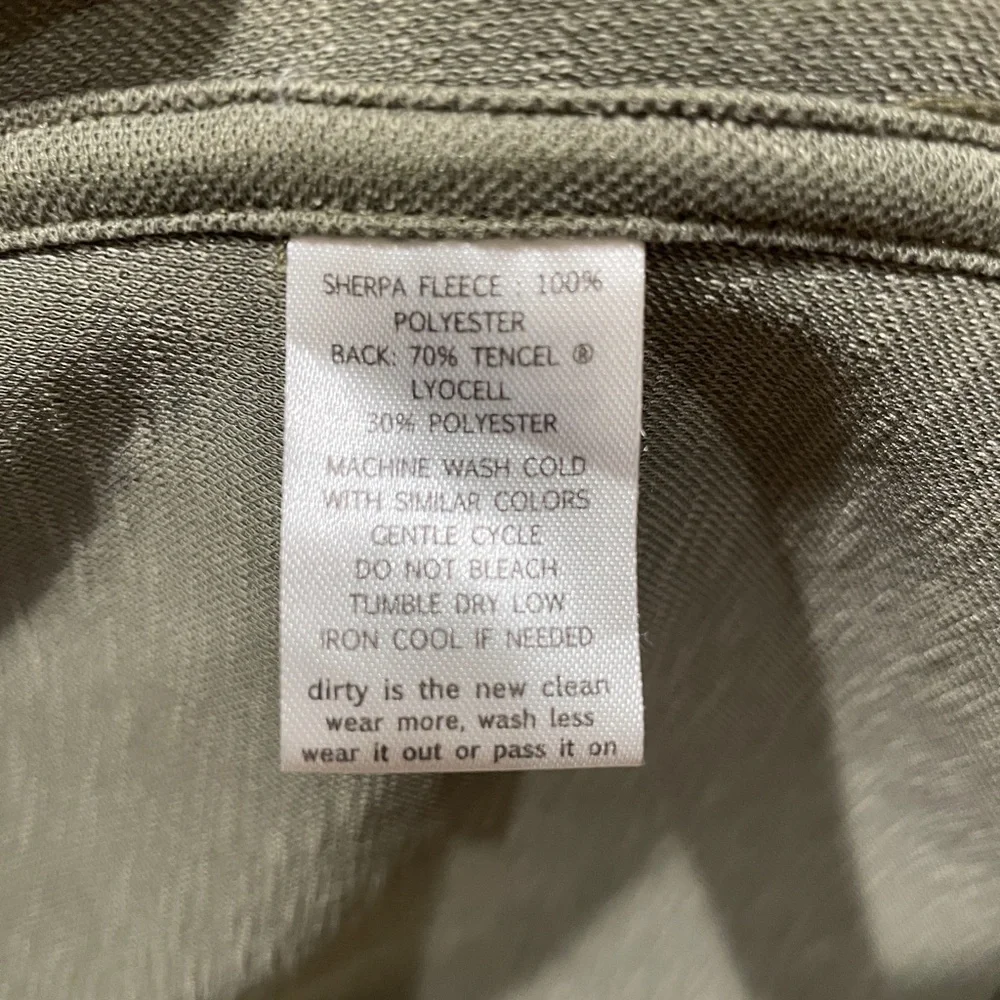 SHERPA FLEECE : 100%
POLYESTER
BACK: 70% TENCEL ®
LYOCELL
30% POLYESTER
MACHINE WASH COLD
WITH SIMILAR COLORS
GENTLE CYCLE
DO NOT BLEACH
TUMBLE DRY LOW
IRON COOL IF NEEDED
dirty is the new clean
wear more, wash less
wear it out or pass it on